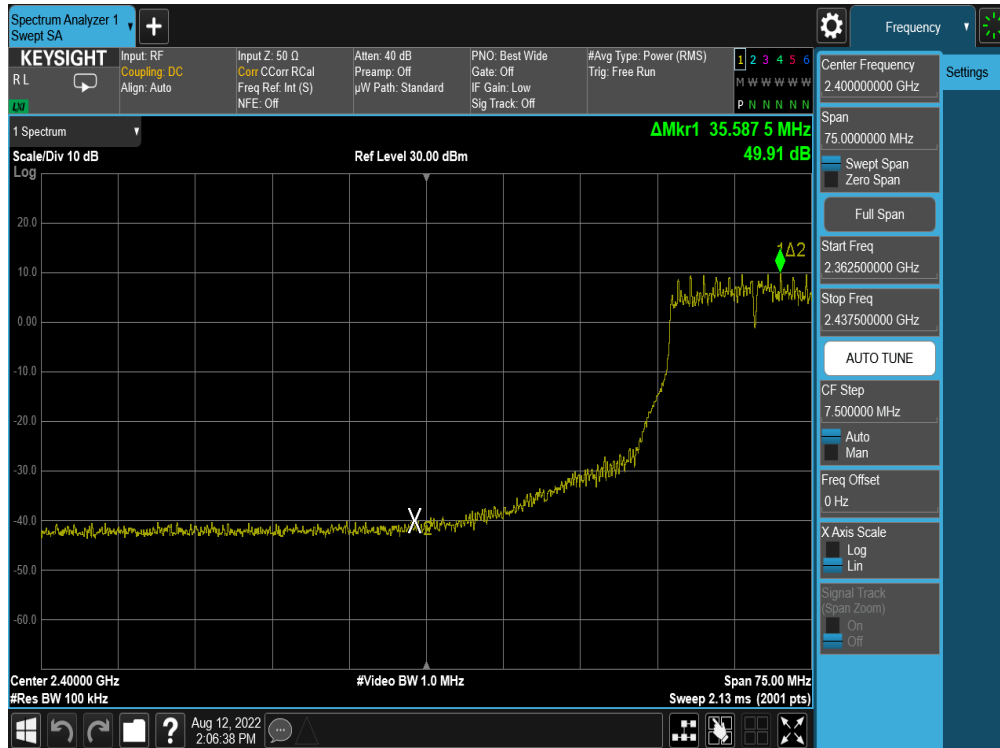 Spectrum Analyzer 1
Swept SA
Frequency
KEYSIGHT
R L
LXI
Input: RF
Coupling: DC
Align: Auto
Input Z: 50 Ω
Corr CCorr RCal
Freq Ref: Int (S)
NFE: Off
Atten: 40 dB
Preamp: Off
µW Path: Standard
PNO: Best Wide
Gate: Off
IF Gain: Low
Sig Track: Off
#Avg Type: Power (RMS)
Trig: Free Run
1 2 3 4 5 6
M W W W W W
P N N N N N
Center Frequency
2.400000000 GHz
Settings
Span
75.0000000 MHz
Swept Span
Zero Span
Full Span
Start Freq
2.362500000 GHz
Stop Freq
2.437500000 GHz
AUTO TUNE
CF Step
7.500000 MHz
Auto
Man
Freq Offset
0 Hz
X Axis Scale
Log
Lin
Signal Track
(Span Zoom)
On
Off
1 Spectrum
ΔMkr1 35.587 5 MHz
49.91 dB
Scale/Div 10 dB
Ref Level 30.00 dBm
Log
20.0
1Δ2
10.0
0.00
-10.0
-20.0
-30.0
-40.0
X2
-50.0
-60.0
Center 2.40000 GHz
#Video BW 1.0 MHz
Span 75.00 MHz
#Res BW 100 kHz
Sweep 2.13 ms (2001 pts)
?
Aug 12, 2022
2:06:38 PM